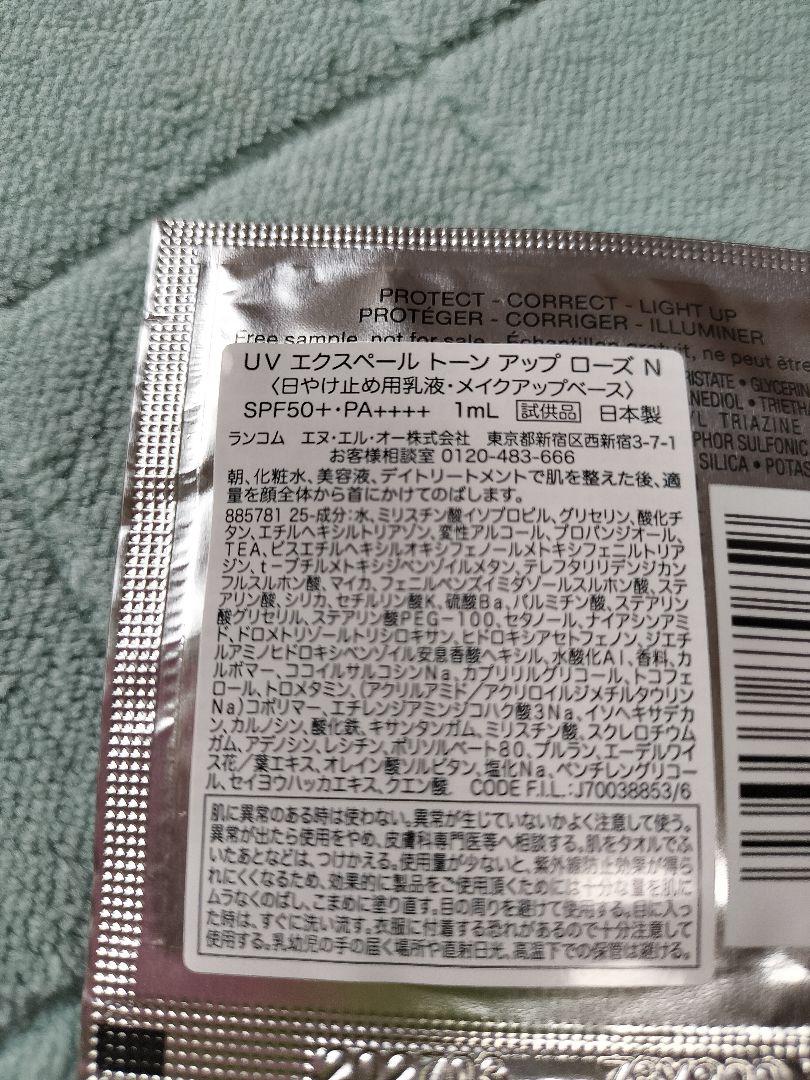 PROTECT - CORRECT - LIGHT UP
PROTÉGER - CORRIGER - ILLUMINER
Free sample, not for sale. Échantillon gratuit, ne peut être
UV エクスペール トーン アップ ローズ N
〈日やけ止め用乳液・メイクアップベース〉
SPF50+・PA++++ 1mL 試供品 日本製
ランコム エヌ・エル・オー株式会社 東京都新宿区西新宿3-7-1
お客様相談室 0120-483-666
朝、化粧水、美容液、デイトリートメントで肌を整えた後、適
量を顔全体から首にかけてのばします。
885781 25-成分:水、ミリスチン酸イソプロピル、グリセリン、酸化チ
タン、エチルヘキシルトリアゾン、変性アルコール、プロパンジオール、
TEA、ビスエチルヘキシルオキシフェノールメトキシフェニルトリア
ジン、t-ブチルメトキシジベンゾイルメタン、テレフタリリデンジカン
フルスルホン酸、マイカ、フェニルベンズイミダゾールスルホン酸、ステ
アリン酸、シリカ、セチルリン酸K、硫酸Ba、パルミチン酸、ステアリン
酸グリセリル、ステアリン酸PEG-100、セタノール、ナイアシンアミ
ド、ドロメトリゾールトリシロキサン、ヒドロキシアセトフェノン、ジエチ
ルアミノヒドロキシベンゾイル安息香酸ヘキシル、水酸化Al、香料、カ
ルボマー、ココイルサルコシンNa、カプリリルグリコール、トコフェ
ロール、トロメタミン、(アクリルアミド/アクリロイルジメチルタウリン
Na)コポリマー、エチレンジアミンジコハク酸3Na、イソヘキサデカ
ン、カルノシン、酸化鉄、キサンタンガム、ミリスチン酸、スクレロチウム
ガム、アデノシン、レシチン、ポリソルベート80、プルラン、エーデルワイ
ス花/葉エキス、オレイン酸ソルビタン、塩化Na、ペンチレングリコー
ル、セイヨウハッカエキス、クエン酸 CODE F.I.L.:J70038853/6
肌に異常のある時は使わない。異常が生じていないかよく注意して使う。
異常が出たら使用をやめ、皮膚科専門医等へ相談する。肌をタオルでふ
いたあとなどは、つけかえる。使用量が少ないと、紫外線防止効果が得ら
れにくくなるため、効果的に製品をご使用頂くためには十分な量を肌に
ムラなくのばし、こまめに塗り直す。目の周りを避けて使用する。目に入っ
た時は、すぐに洗い流す。衣服に付着する恐れがあるので十分注意して
使用する。乳幼児の手の届く場所や直射日光、高温下での保管は避ける。
RISTATE • GLYCERIN
ANEDIOL • TRIETH
YL TRIAZINE
PHOR SULFONIC
SILICA • POTAS